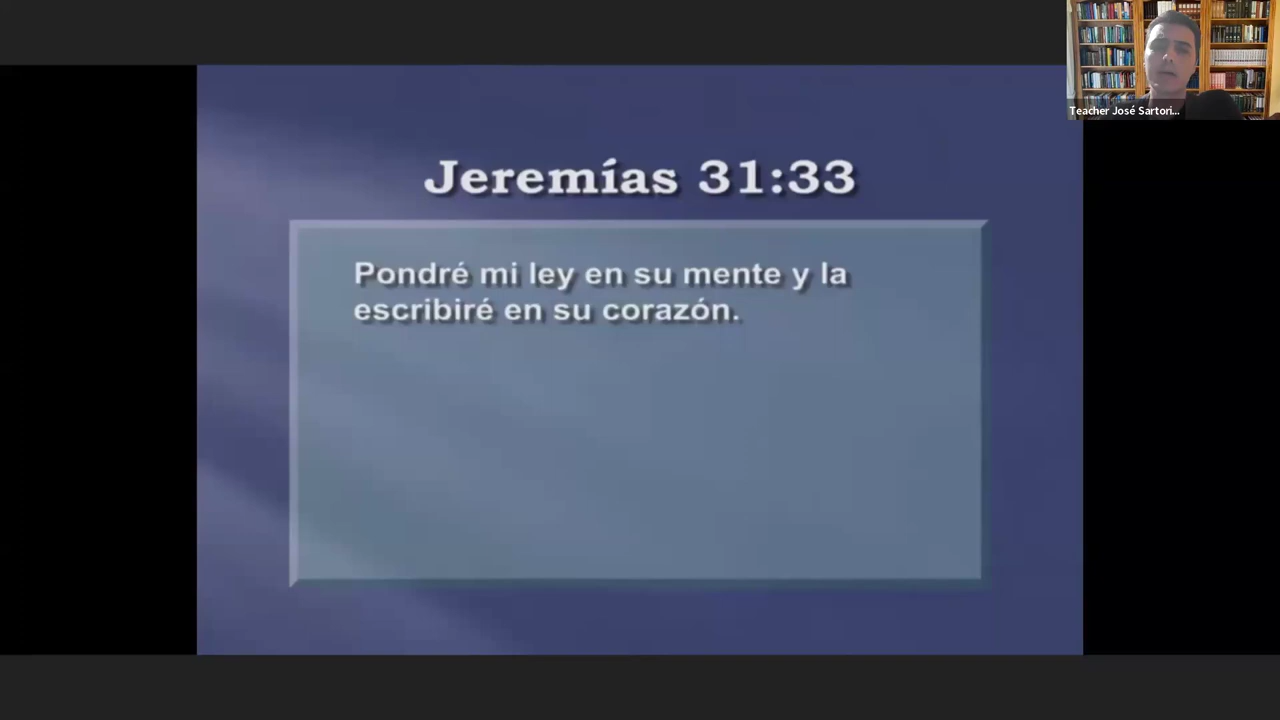 Teacher José Sartori...
Jeremías 31:33
Pondré mi ley en su mente y la
escribiré en su corazón.